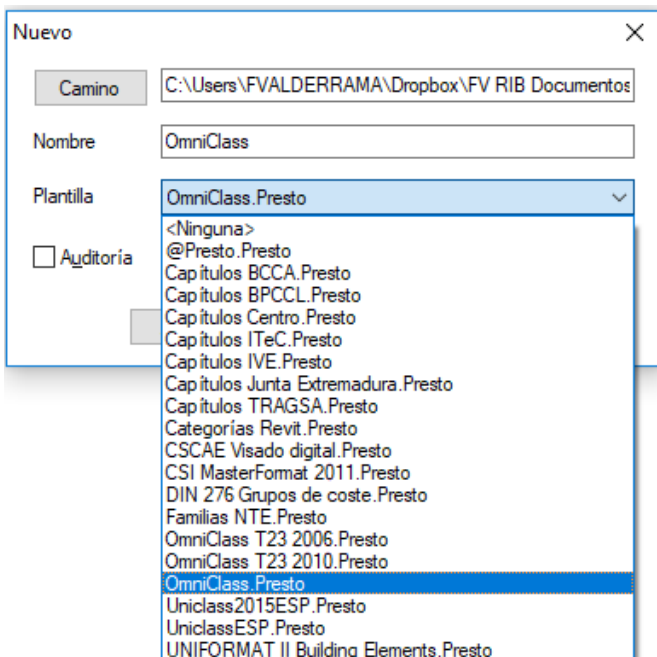 Nuevo
Camino C:\Users\FVALDERRAMA\Dropbox\FV RIB Documentos
Nombre OmniClass
Plantilla OmniClass.Presto
<Ninguna>
Auditoría @Presto.Presto
Capítulos BCCA.Presto
Capítulos BPCCL.Presto
Capítulos Centro.Presto
Capítulos ITeC.Presto
Capítulos IVE.Presto
Capítulos Junta Extremadura.Presto
Capítulos TRAGSA.Presto
Categorías Revit.Presto
CSCAE Visado digital.Presto
CSI MasterFormat 2011.Presto
DIN 276 Grupos de coste.Presto
Familias NTE.Presto
OmniClass T23 2006.Presto
OmniClass T23 2010.Presto
OmniClass.Presto
Uniclass2015ESP.Presto
UniclassESP.Presto
UNIFORMAT II Building Elements.Presto